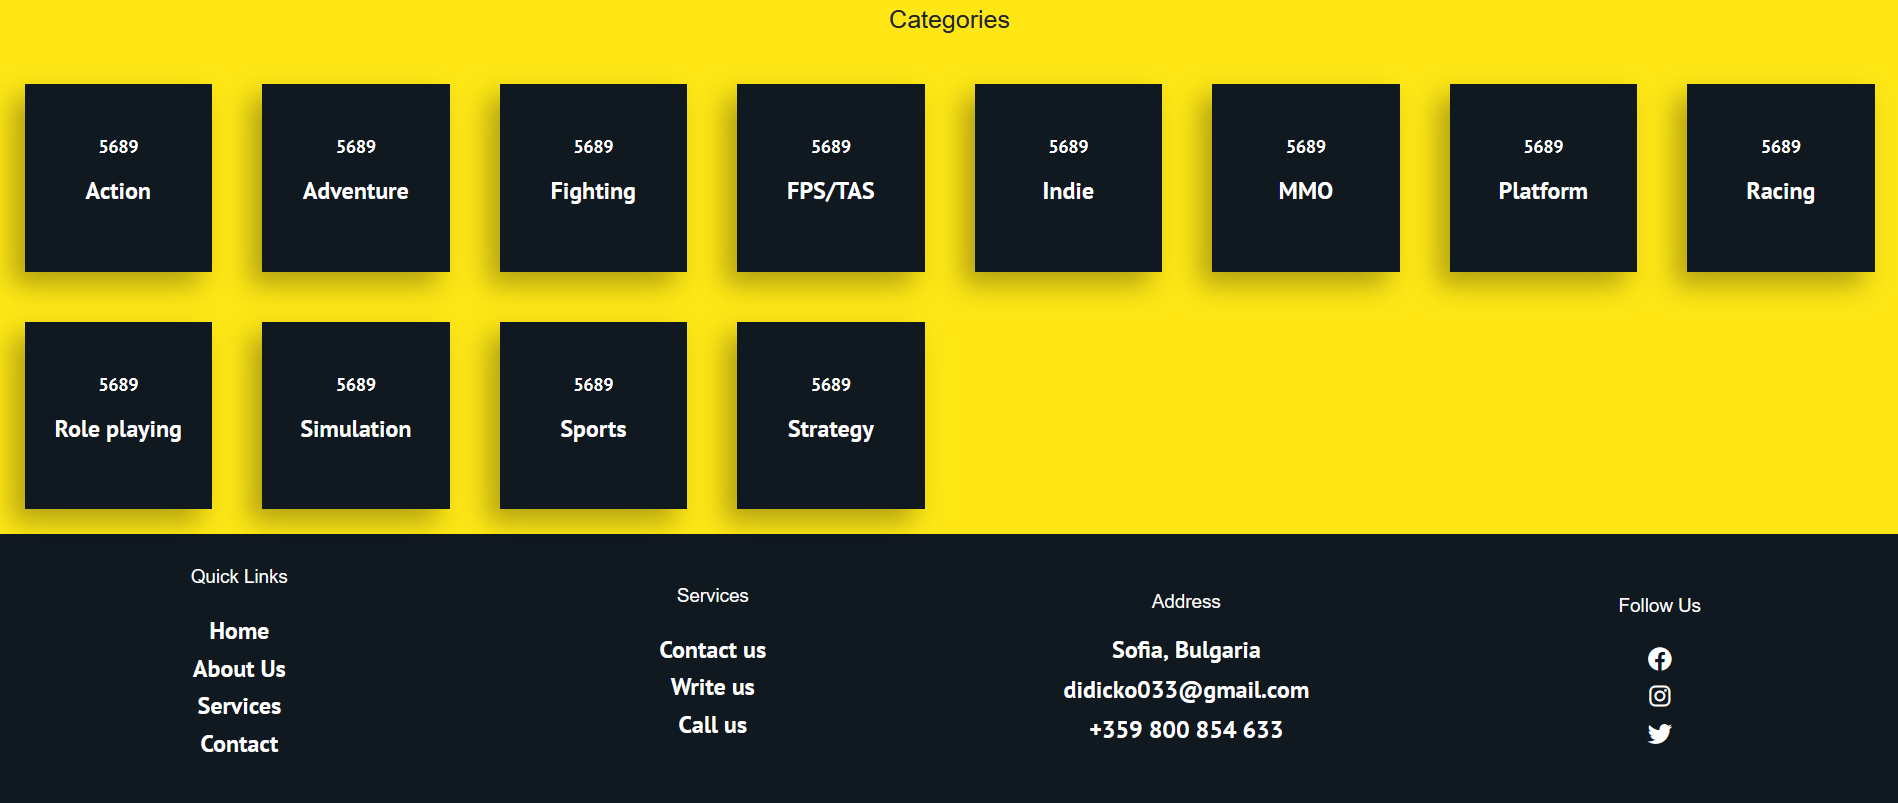 Categories
5689
Action
5689
Adventure
5689
Fighting
5689
FPS/TAS
5689
Indie
5689
MMO
5689
Platform
5689
Racing
5689
Role playing
5689
Simulation
5689
Sports
5689
Strategy
Quick Links
Home
About Us
Services
Contact
Services
Contact us
Write us
Call us
Address
Sofia, Bulgaria
didicko033@gmail.com
+359 800 854 633
Follow Us